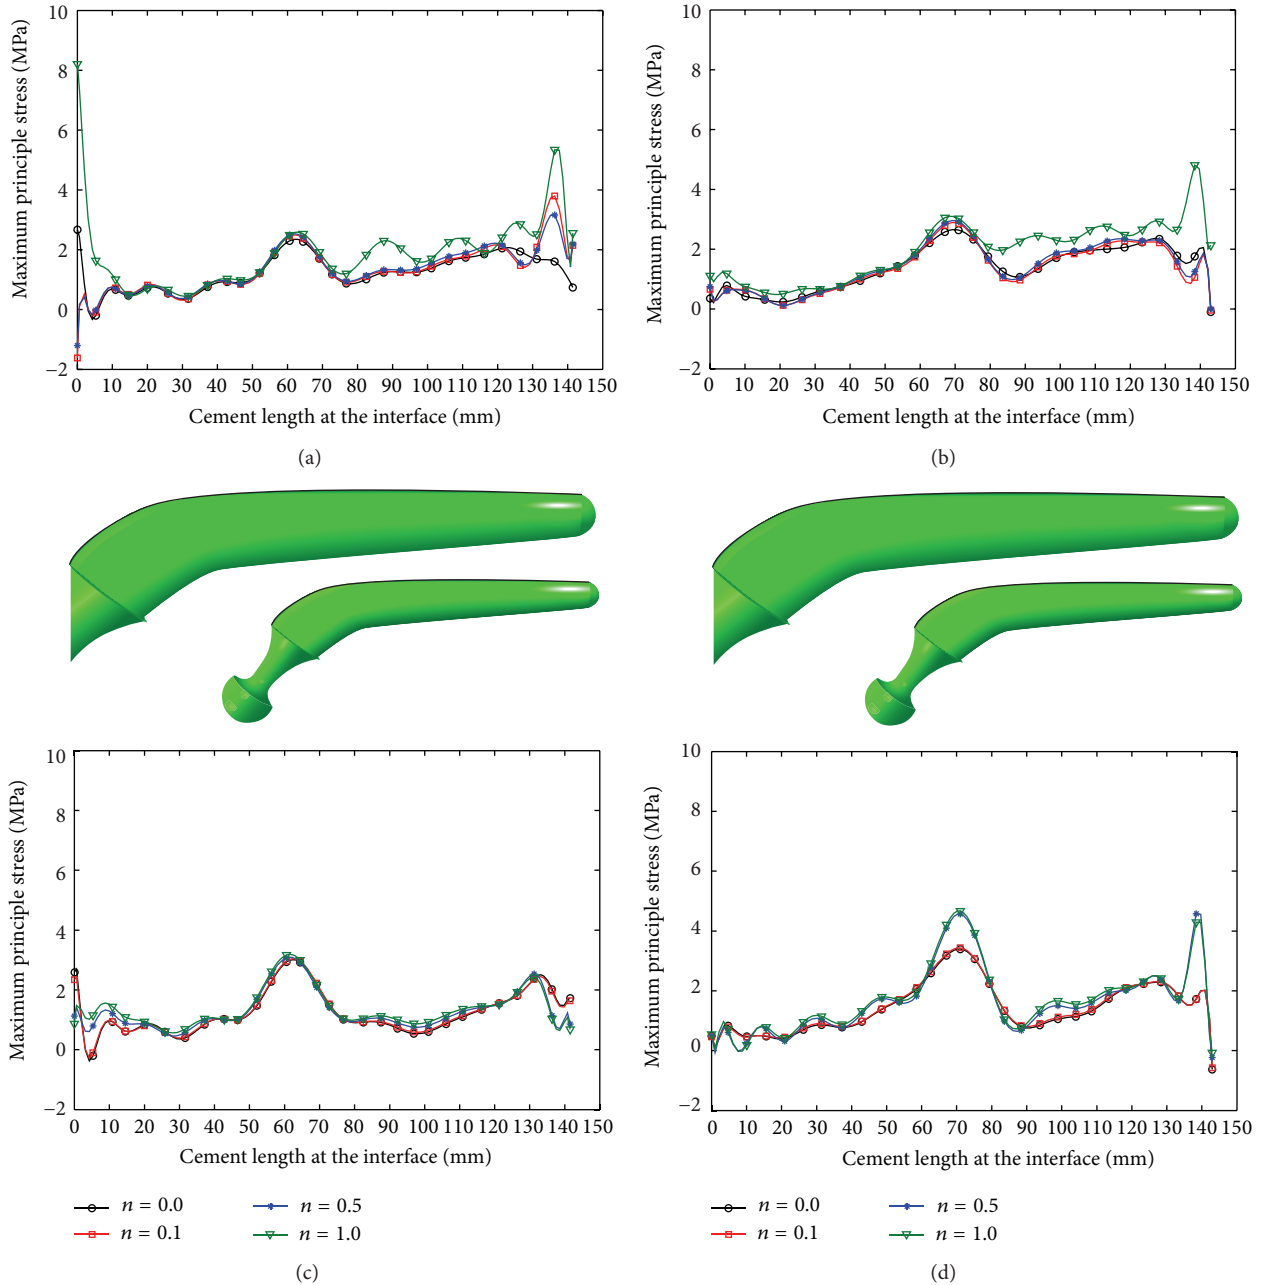 10
8
6
4
2
0
−2
Maximum principle stress (MPa)
0 10 20 30 40 50 60 70 80 90 100 110 120 130 140 150
Cement length at the interface (mm)
(a)
10
8
6
4
2
0
−2
Maximum principle stress (MPa)
0 10 20 30 40 50 60 70 80 90 100 110 120 130 140 150
Cement length at the interface (mm)
(b)
10
8
6
4
2
0
−2
Maximum principle stress (MPa)
0 10 20 30 40 50 60 70 80 90 100 110 120 130 140 150
Cement length at the interface (mm)
n = 0.0
n = 0.1
n = 0.5
n = 1.0
(c)
10
8
6
4
2
0
−2
Maximum principle stress (MPa)
0 10 20 30 40 50 60 70 80 90 100 110 120 130 140 150
Cement length at the interface (mm)
n = 0.0
n = 0.1
n = 0.5
n = 1.0
(d)